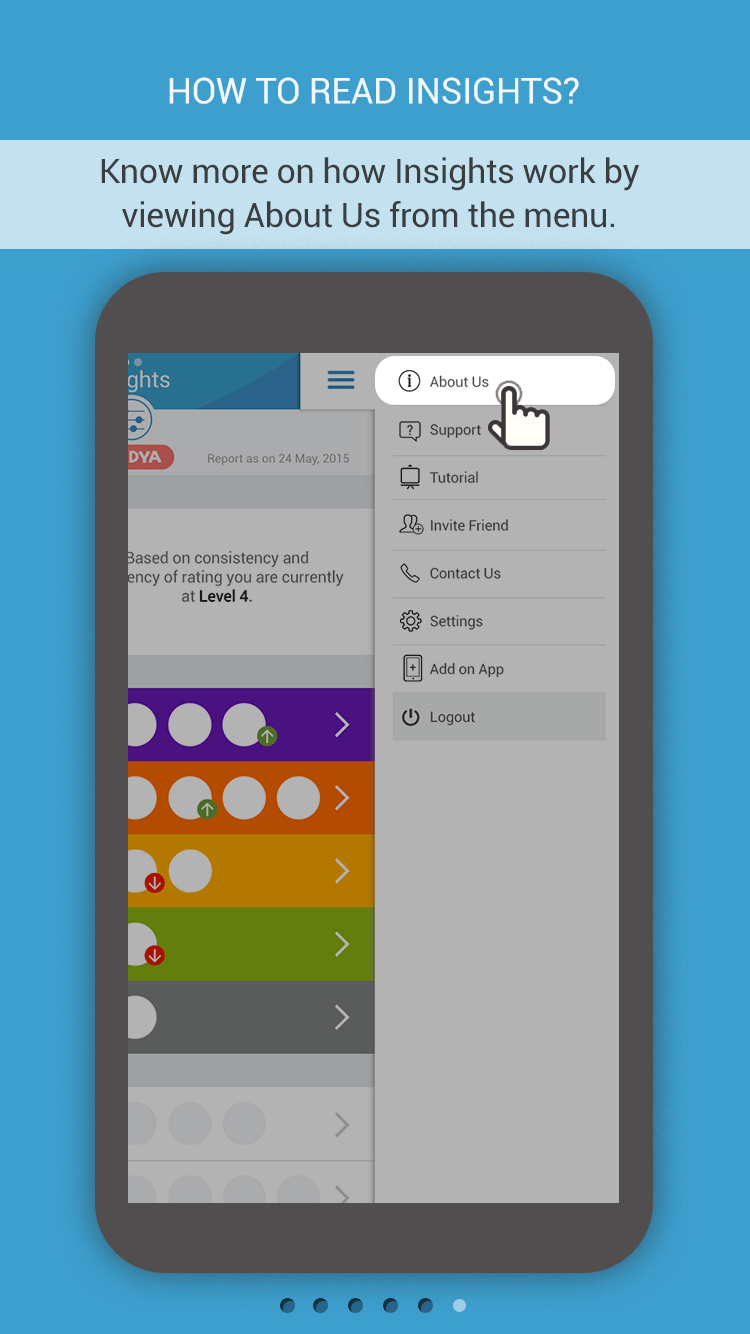 HOW TO READ INSIGHTS?
Know more on how Insights work by
viewing About Us from the menu.
ghts
About Us
DYA
Report as on 24 May, 2015
Support
Tutorial
Invite Friend
Based on consistency and
ency of rating you are currently
at Level 4.
Contact Us
Settings
Add on App
Logout